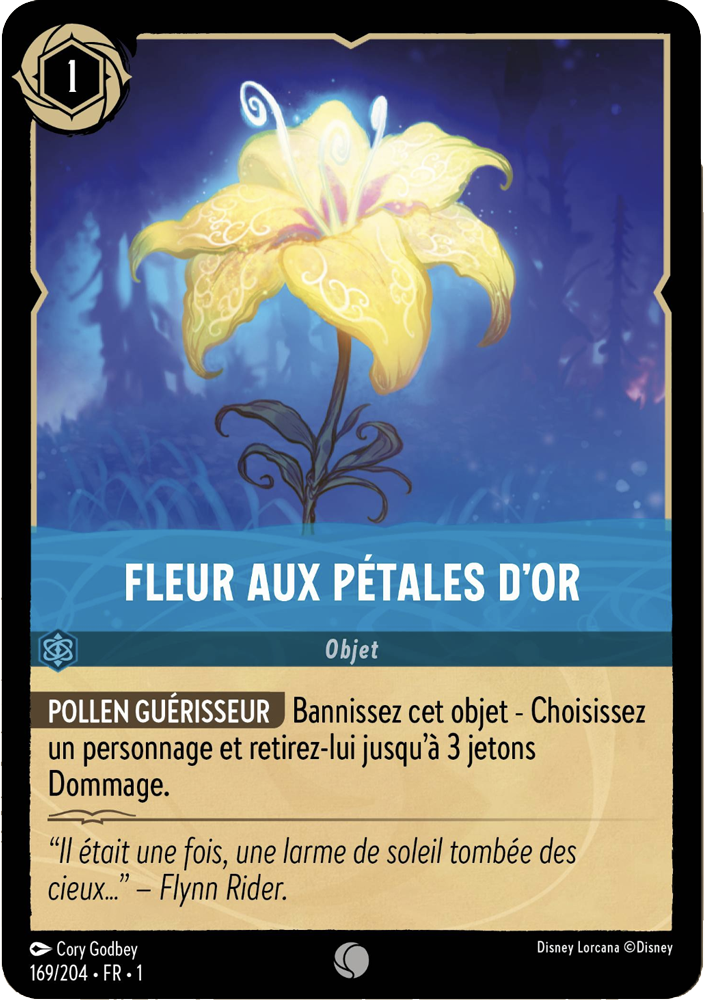 1
FLEUR AUX PÉTALES D’OR
Objet
POLLEN GUÉRISSEUR Bannissez cet objet - Choisissez
un personnage et retirez-lui jusqu’à 3 jetons
Dommage.
“Il était une fois, une larme de soleil tombée des
cieux...” – Flynn Rider.
Cory Godbey
Disney Lorcana ©Disney
169/204 • FR • 1